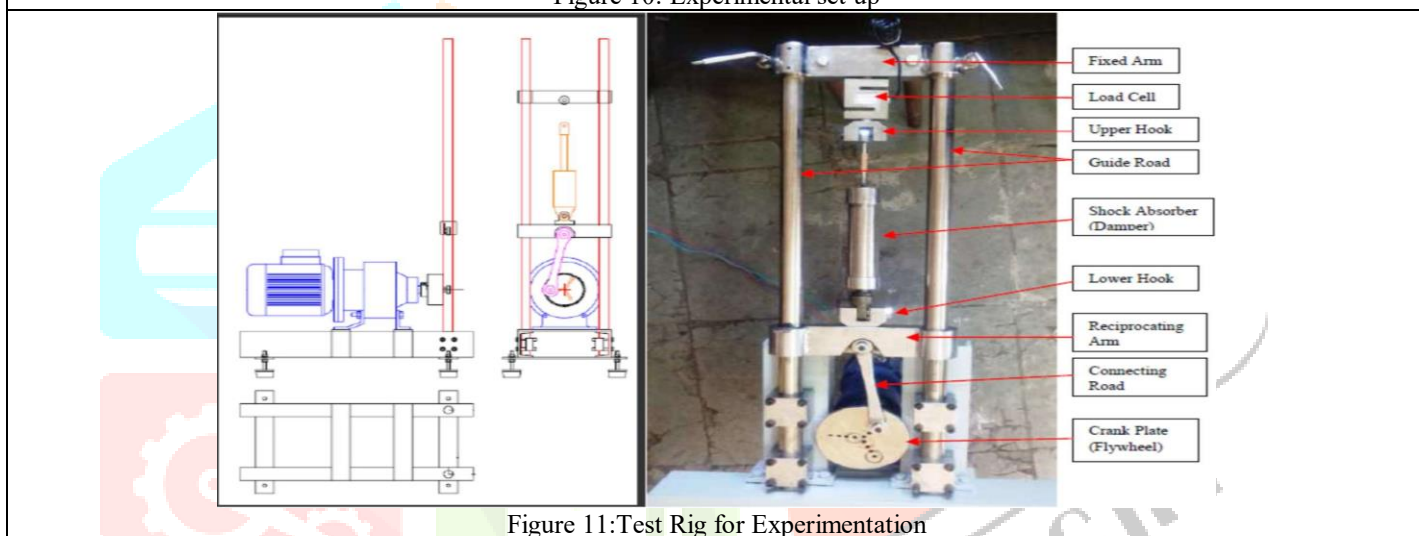 Figure 10: Experimental set-up
Fixed Arm
Load Cell
Upper Hook
Guide Road
Shock Absorber
(Damper)
Lower Hook
Reciprocating
Arm
Connecting
Road
Crank Plate
(Flywheel)
Figure 11:Test Rig for Experimentation